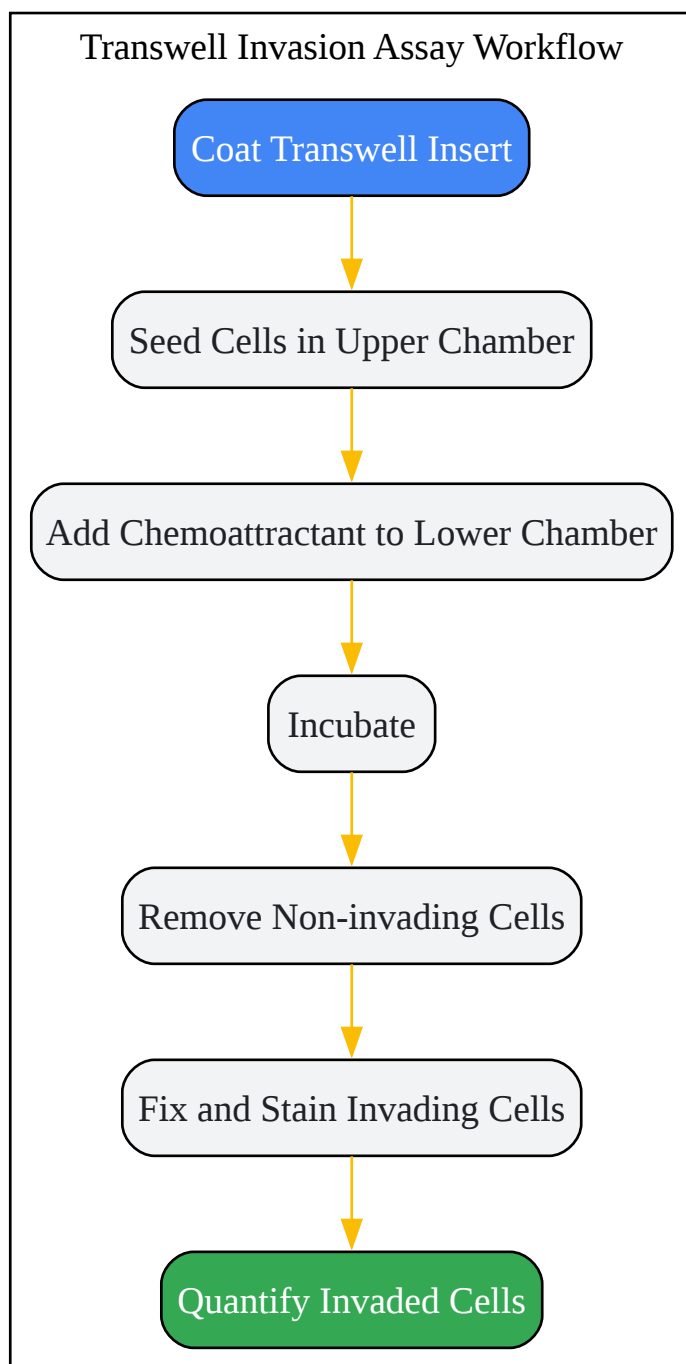 Transwell Invasion Assay Workflow
Coat Transwell Insert
Seed Cells in Upper Chamber
Add Chemoattractant to Lower Chamber
Incubate
Remove Non-invading Cells
Fix and Stain Invading Cells
Quantify Invaded Cells